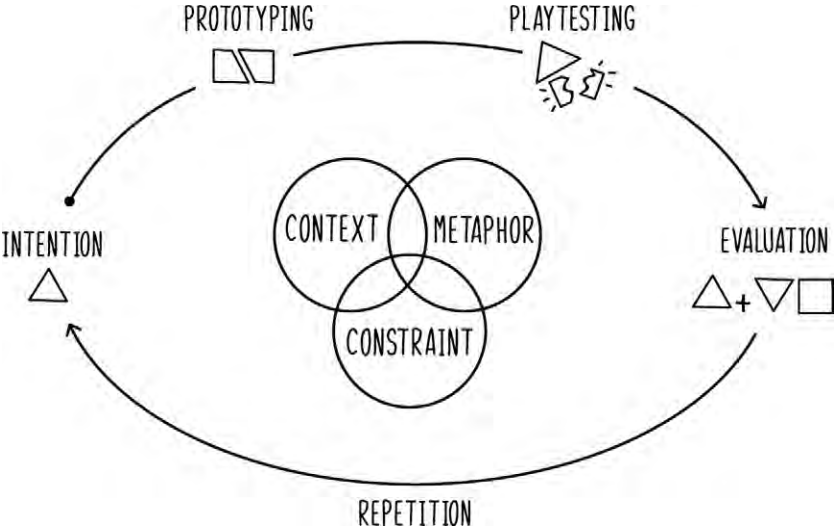 PROTOTYPING
PLAYTESTING
INTENTION
CONTEXT
METAPHOR
EVALUATION
+
CONSTRAINT
REPETITION